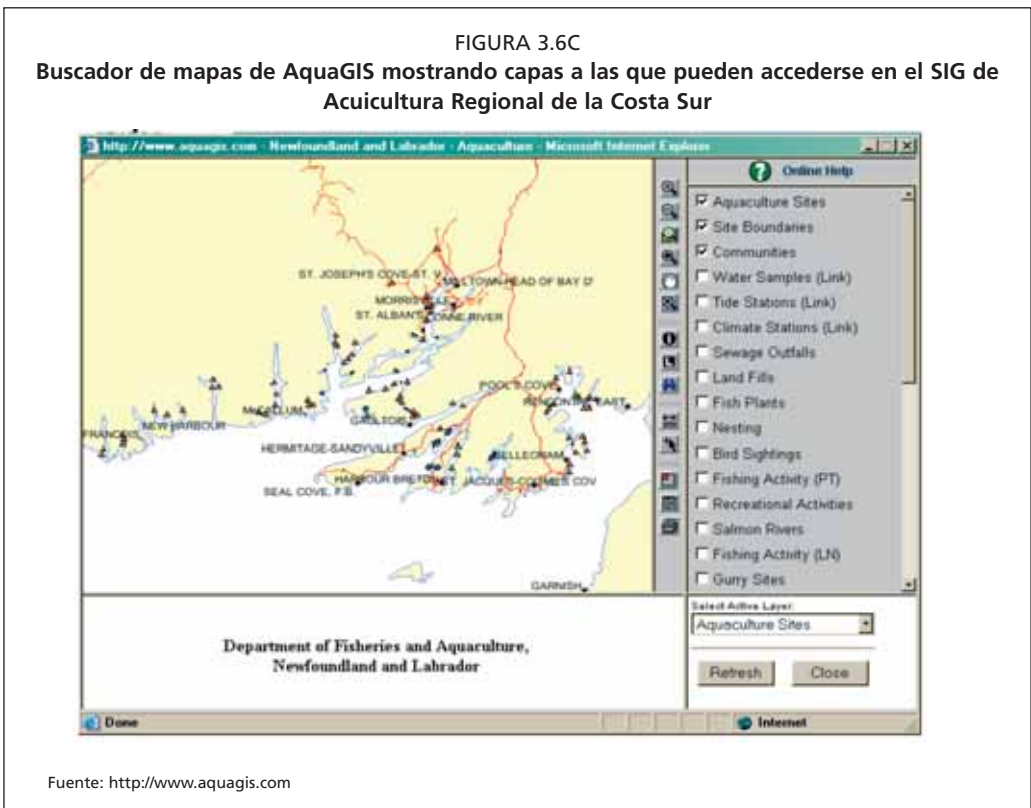 FIGURA 3.6C
Buscador de mapas de AquaGIS mostrando capas a las que pueden accederse en el SIG de
Acuicultura Regional de la Costa Sur
http://www.aquagis.com - Newfoundland and Labrador - Aquaculture - Microsoft Internet Explorer
Online Help
Aquaculture Sites
Site Boundaries
Communities
Water Samples (Link)
Tide Stations (Link)
Climate Stations (Link)
Sewage Outfalls
Land Fills
Fish Plants
Nesting
Bird Sightings
Fishing Activity (PT)
Recreational Activities
Salmon Rivers
Fishing Activity (LN)
Gurry Sites
ST. JOSEPH'S COVE-ST. V
MILLTOWN-HEAD OF BAY D'
MORRISVILLE
ST. ALBAN'S
CONNE RIVER
POOL'S COVE
EAST
McCALLUM
GAULTOIS
NEW HARBOUR
FRANCOIS
HERMITAGE-SANDYVILLE
BELLEORAM
HARBOUR BRETON
ST. JACQUES-COOMB'S COV
SEAL COVE, F.B.
GARNISH
Select Active Layer:
Aquaculture Sites
Refresh
Close
Department of Fisheries and Aquaculture,
Newfoundland and Labrador
Done
Internet
Fuente: http://www.aquagis.com